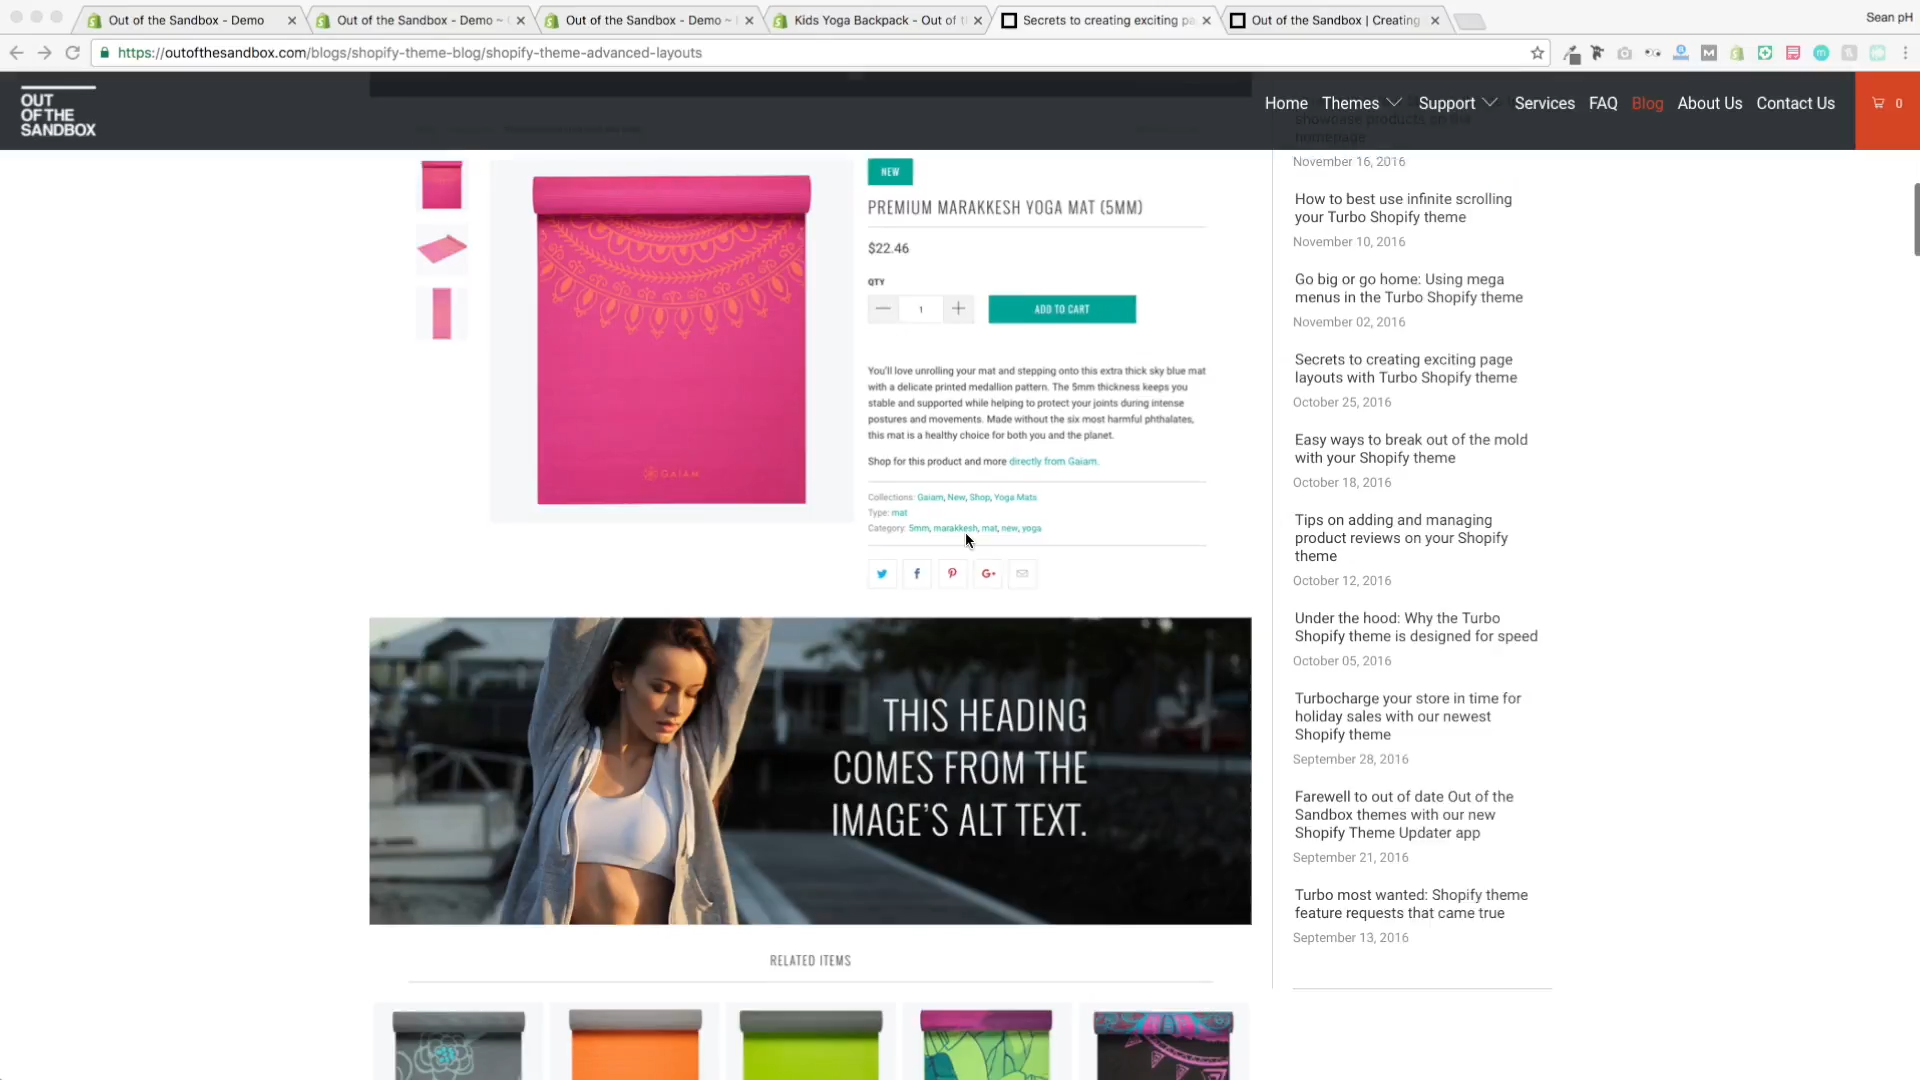 Out of the Sandbox - Demo
Out of the Sandbox - Demo ~
Out of the Sandbox - Demo ~
Kids Yoga Backpack - Out of t
Secrets to creating exciting pa
Out of the Sandbox | Creating
Sean pH
https://outofthesandbox.com/blogs/shopify-theme-blog/shopify-theme-advanced-layouts
OUT
OF THE
SANDBOX
Home Themes Support Services FAQ Blog About Us Contact Us
0
showcase products on the
homepage
November 16, 2016
How to best use infinite scrolling
your Turbo Shopify theme
November 10, 2016
Go big or go home: Using mega
menus in the Turbo Shopify theme
November 02, 2016
Secrets to creating exciting page
layouts with Turbo Shopify theme
October 25, 2016
Easy ways to break out of the mold
with your Shopify theme
October 18, 2016
Tips on adding and managing
product reviews on your Shopify
theme
October 12, 2016
Under the hood: Why the Turbo
Shopify theme is designed for speed
October 05, 2016
Turbocharge your store in time for
holiday sales with our newest
Shopify theme
September 28, 2016
Farewell to out of date Out of the
Sandbox themes with our new
Shopify Theme Updater app
September 21, 2016
Turbo most wanted: Shopify theme
feature requests that came true
September 13, 2016
NEW
PREMIUM MARAKKESH YOGA MAT (5MM)
$22.46
QTY
1
ADD TO CART
You'll love unrolling your mat and stepping onto this extra thick sky blue mat
with a delicate printed medallion pattern. The 5mm thickness keeps you
stable and supported while helping to protect your joints during intense
postures and movements. Made without the six most harmful phthalates,
this mat is a healthy choice for both you and the planet.
Shop for this product and more directly from Gaiam.
Collections: Gaiam, New, Shop, Yoga Mats
Type: mat
Category: 5mm, marakkesh, mat, new, yoga
GAIAM
THIS HEADING
COMES FROM THE
IMAGE'S ALT TEXT.
RELATED ITEMS